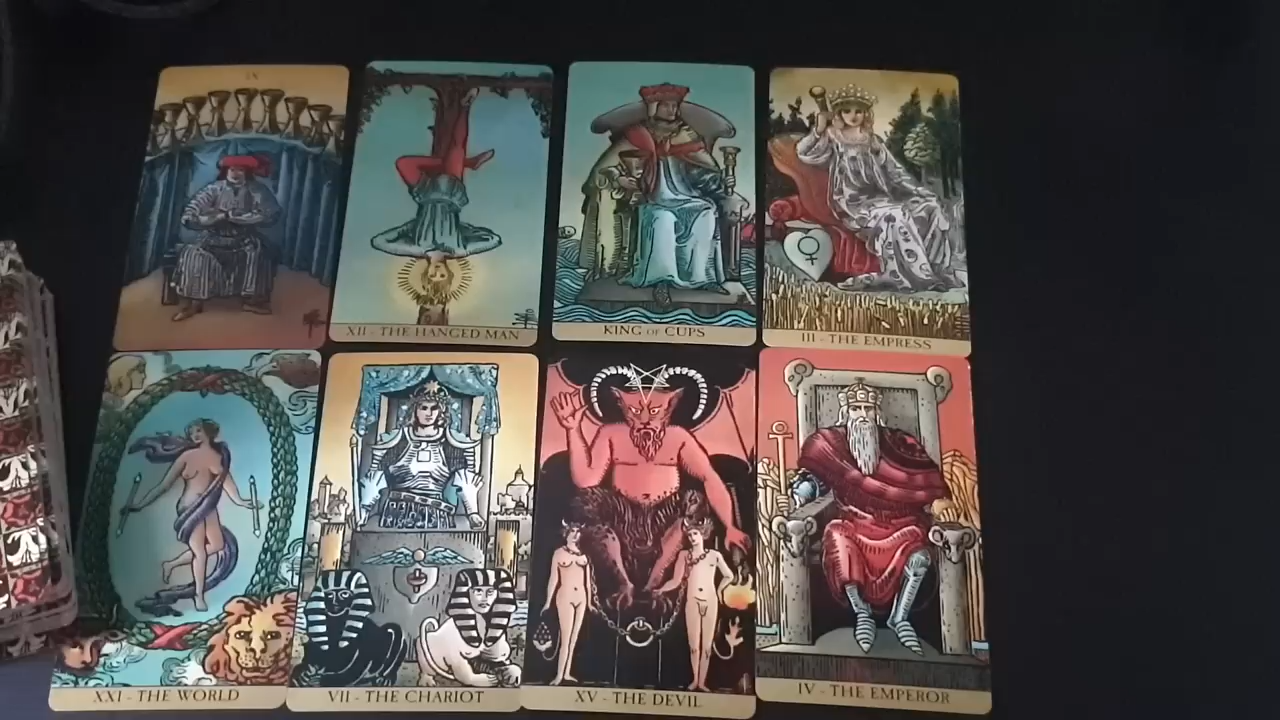 IX
XII - THE HANGED MAN
KING OF CUPS
III - THE EMPRESS
XXI - THE WORLD
VII - THE CHARIOT
XV - THE DEVIL
IV - THE EMPEROR